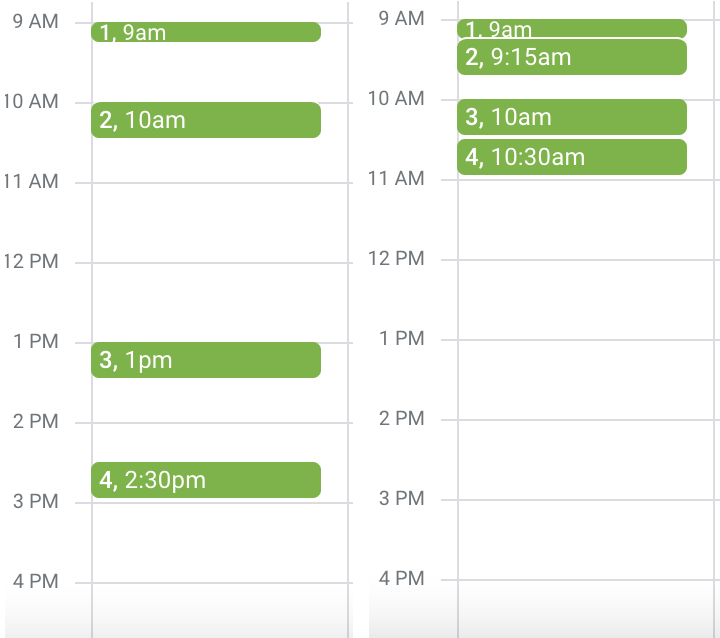 9 AM
1, 9am
10 AM
2, 10am
11 AM
12 PM
1 PM
3, 1pm
2 PM
4, 2:30pm
3 PM
4 PM
9 AM
1, 9am
2, 9:15am
10 AM
3, 10am
4, 10:30am
11 AM
12 PM
1 PM
2 PM
3 PM
4 PM